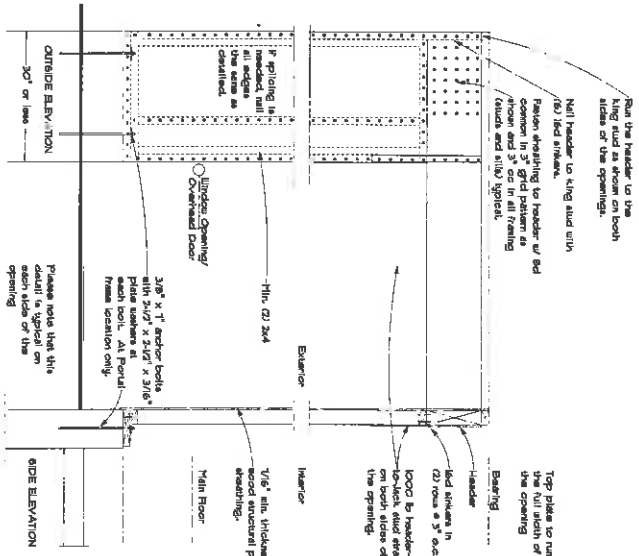 Run the header to the
king stud as shown on both
sides of the openings.
Nail header to king stud with
(6) 16d sinkers.
Fasten sheathing to header w/ 8d
common in 3" grid pattern as
shown and 3" oc in all framing
(studs and sills) typical.
If splicing is
needed, nail
all edges
the same as
detailed.
OUTSIDE ELEVATION
30" or less
Window Opening/
Overhead Door
Min. (2) 2x4
3/8" x 7" anchor bolts
with 2-1/2" x 2-1/2" x 3/16"
plate washers at
each bolt. At Portal
frame location only.
Please note that this
detail is typical on
each side of the
opening
Exterior
Interior
Top plate to run
the full width of
the opening
Bearing
Header
16d sinkers in
(2) rows @ 3" o.c.
1000 lb header-
to-jack stud
on both sides of
the opening.
7/16" min.
wood structural
sheathing.
Main Floor
SIDE ELEVATION